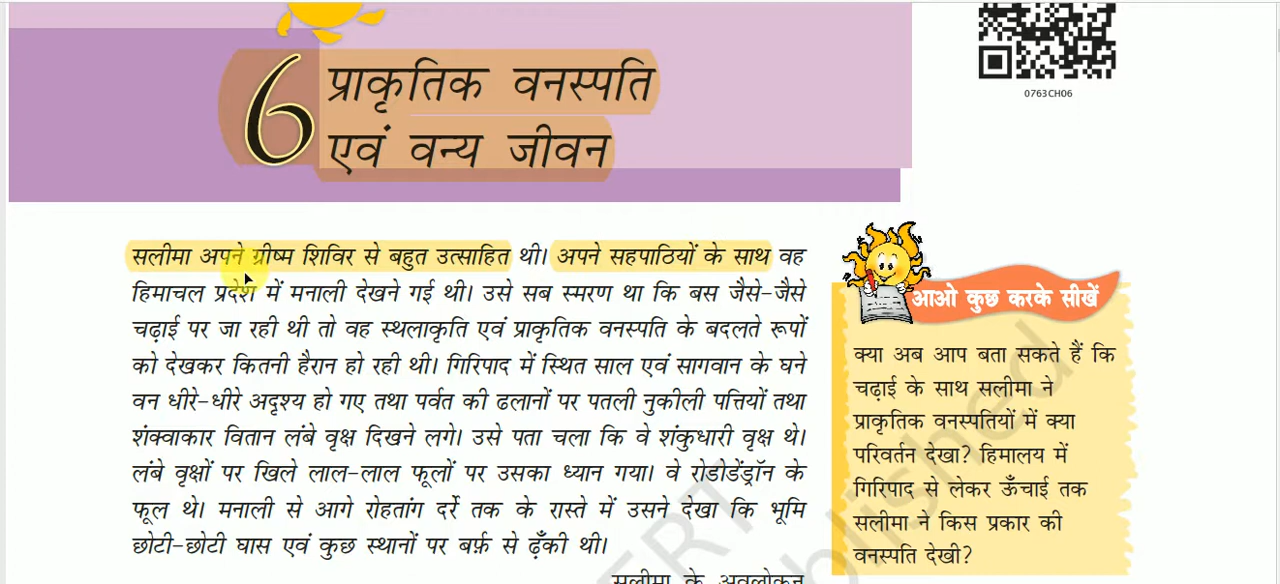 6
प्राकृतिक वनस्पति
एवं वन्य जीवन
0763CH06
सलीमा अपने ग्रीष्म शिविर से बहुत उत्साहित थी। अपने सहपाठियों के साथ वह
हिमाचल प्रदेश में मनाली देखने गई थी। उसे सब स्मरण था कि बस जैसे-जैसे
चढ़ाई पर जा रही थी तो वह स्थलाकृति एवं प्राकृतिक वनस्पति के बदलते रूपों
को देखकर कितनी हैरान हो रही थी। गिरिपाद में स्थित साल एवं सागवान के घने
वन धीरे-धीरे अदृश्य हो गए तथा पर्वत की ढलानों पर पतली नुकीली पत्तियों तथा
शंक्वाकार वितान लंबे वृक्ष दिखने लगे। उसे पता चला कि वे शंकुधारी वृक्ष थे।
लंबे वृक्षों पर खिले लाल-लाल फूलों पर उसका ध्यान गया। वे रोडोडेंड्रॉन के
फूल थे। मनाली से आगे रोहतांग दर्रे तक के रास्ते में उसने देखा कि भूमि
छोटी-छोटी घास एवं कुछ स्थानों पर बर्फ़ से ढ़ँकी थी।
सलीमा के अवलोकन
आओ कुछ करके सीखें
क्या अब आप बता सकते हैं कि
चढ़ाई के साथ सलीमा ने
प्राकृतिक वनस्पतियों में क्या
परिवर्तन देखा? हिमालय में
गिरिपाद से लेकर ऊँचाई तक
सलीमा ने किस प्रकार की
वनस्पति देखी?